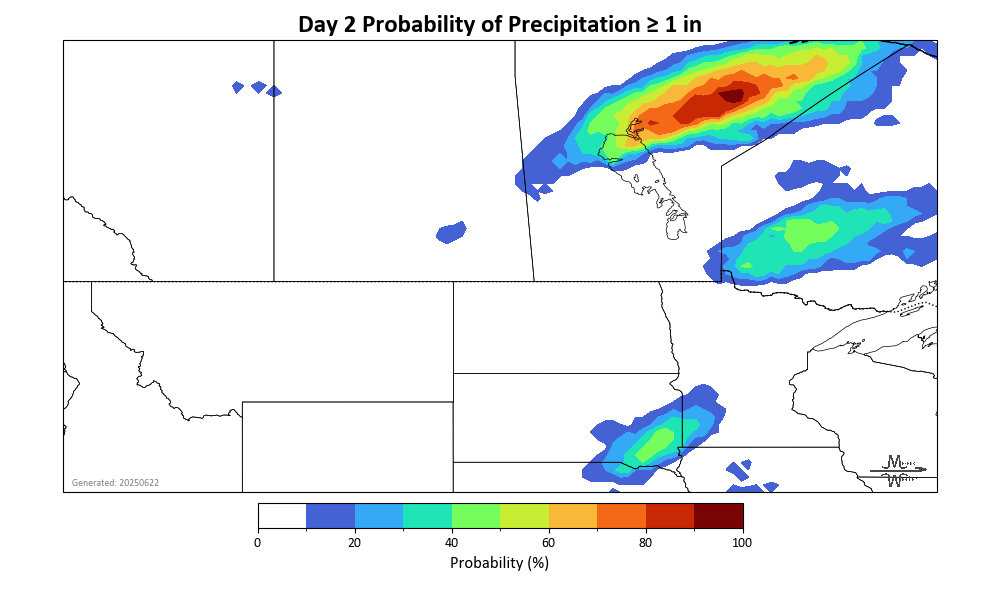 Day 2 Probability of Precipitation ≥ 1 in
Generated: 20250622
0 20 40 60 80 100
Probability (%)